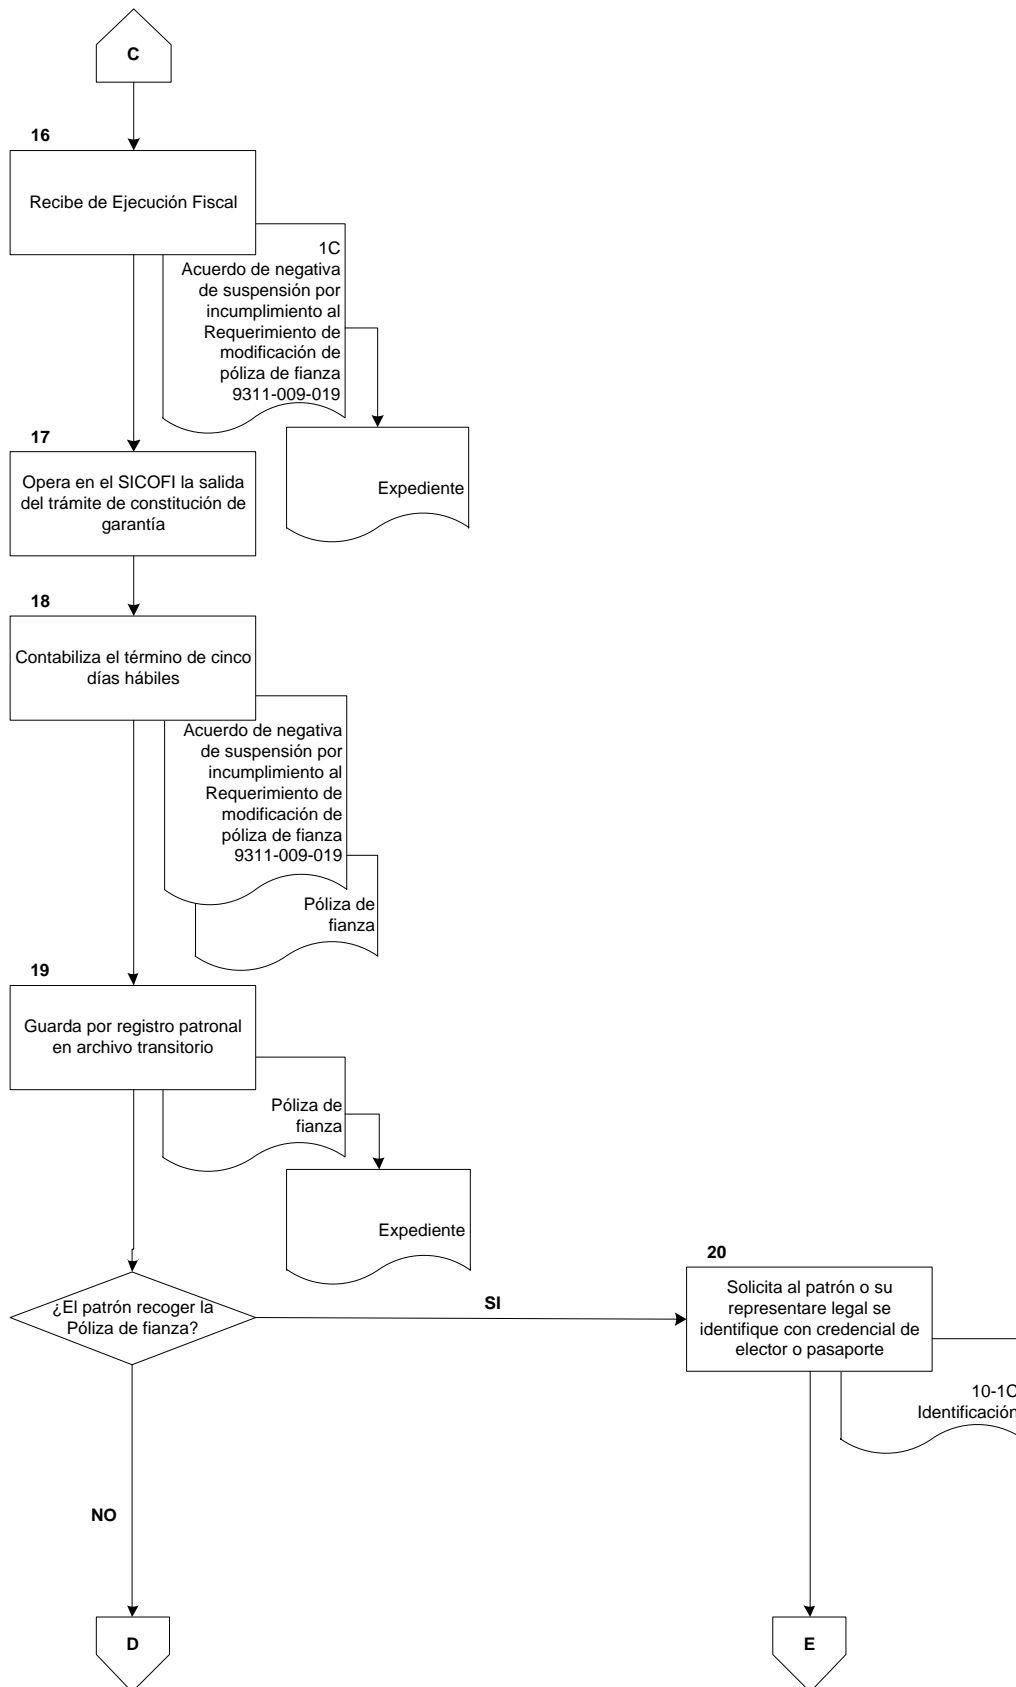 C
16
Recibe de Ejecución Fiscal
1C
Acuerdo de negativa
de suspensión por
incumplimiento al
Requerimiento de
modificación de
póliza de fianza
9311-009-019
Expediente
17
Opera en el SICOFI la salida
del trámite de constitución de
garantía
18
Contabiliza el término de cinco
días hábiles
Acuerdo de negativa
de suspensión por
incumplimiento al
Requerimiento de
modificación de
póliza de fianza
9311-009-019
Póliza de
fianza
19
Guarda por registro patronal
en archivo transitorio
Póliza de
fianza
Expediente
¿El patrón recoger la
Póliza de fianza?
SI
20
Solicita al patrón o su
representare legal se
identifique con credencial de
elector o pasaporte
10-1C
Identificación
NO
D
E